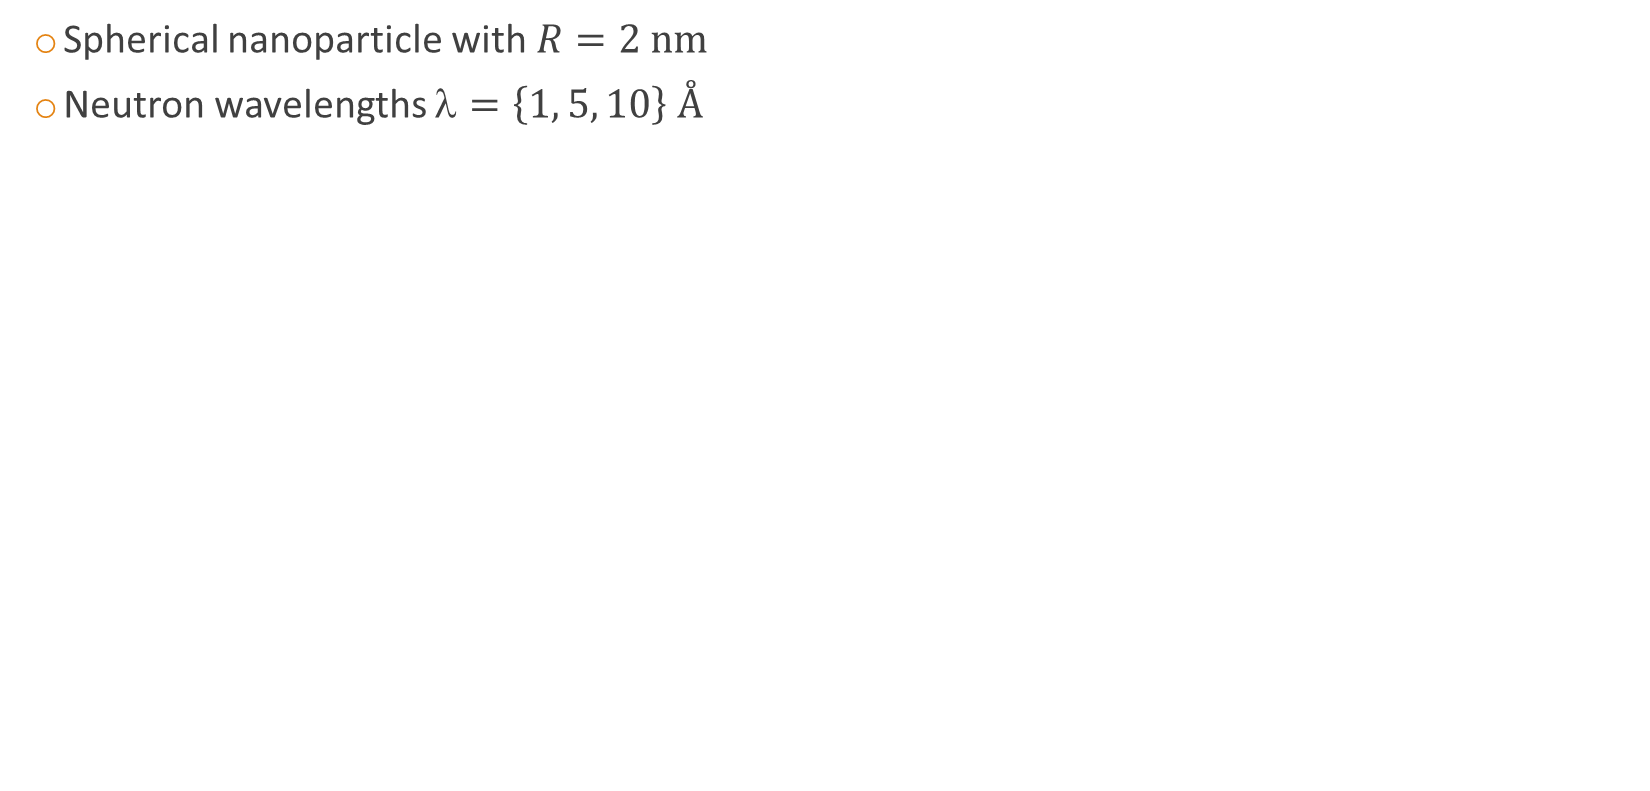 Spherical nanoparticle with R = 2 nm
Neutron wavelengths λ = {1, 5, 10} Å